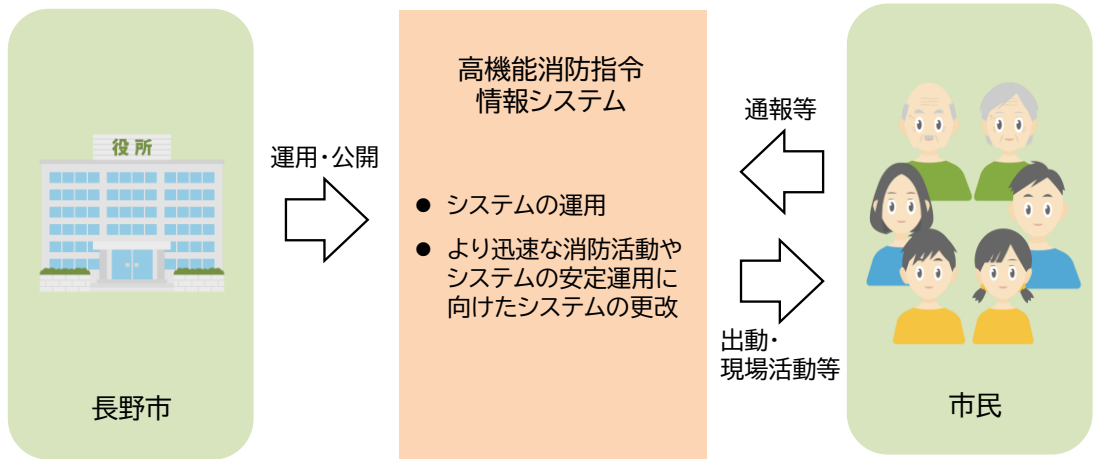 役所
長野市
運用・公開
高機能消防指令
情報システム
● システムの運用
● より迅速な消防活動や
システムの安定運用に
向けたシステムの更改
通報等
出動・
現場活動等
市民